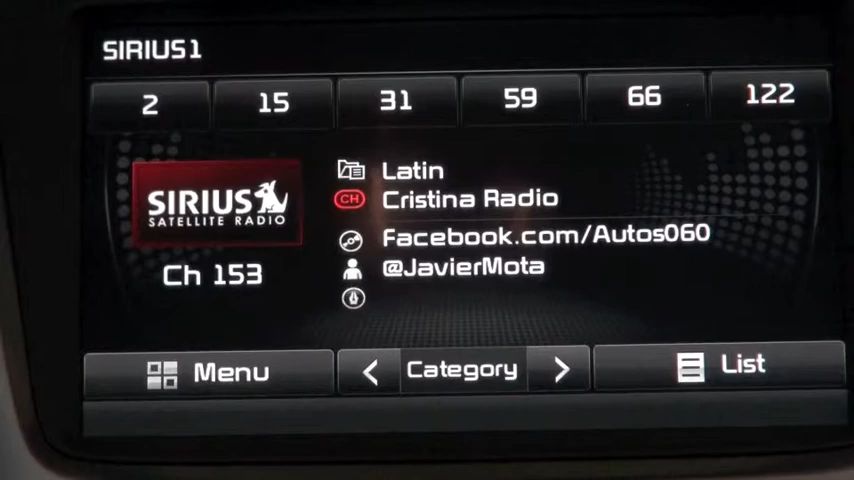 SIRIUS1
2 15 31 59 66 122
SIRIUS
SATELLITE RADIO
Ch 153
Latin
CH Cristina Radio
Facebook.com/Autos060
@JavierMota
Menu < Category > List